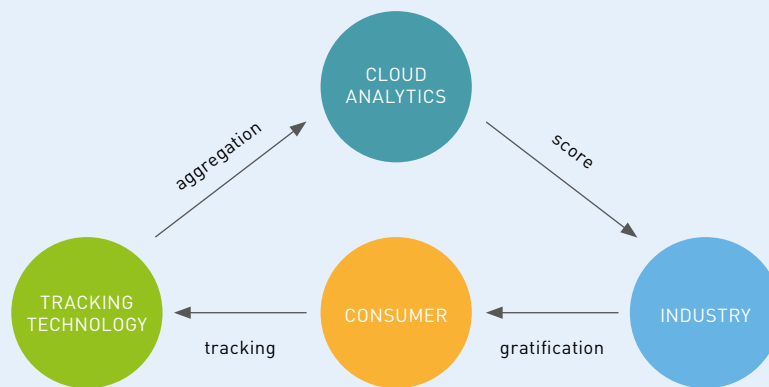 CLOUD
ANALYTICS
aggregation
score
TRACKING
TECHNOLOGY
CONSUMER
INDUSTRY
tracking
gratification